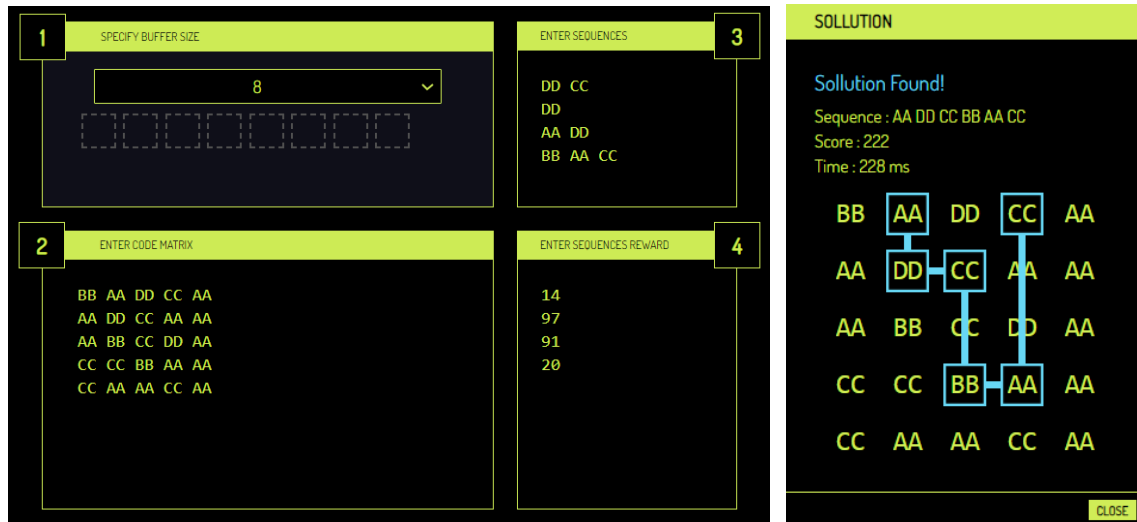 1
SPECIFY BUFFER SIZE
8
ENTER SEQUENCES
3
DD CC
DD
AA DD
BB AA CC
2
ENTER CODE MATRIX
BB AA DD CC AA
AA DD CC AA AA
AA BB CC DD AA
CC CC BB AA AA
CC AA AA CC AA
ENTER SEQUENCES REWARD
4
14
97
91
20
SOLLUTION
Sollution Found!
Sequence : AA DD CC BB AA CC
Score : 222
Time : 228 ms
BB AA DD CC AA
AA DD CC AA AA
AA BB CC DD AA
CC CC BB AA AA
CC AA AA CC AA
CLOSE